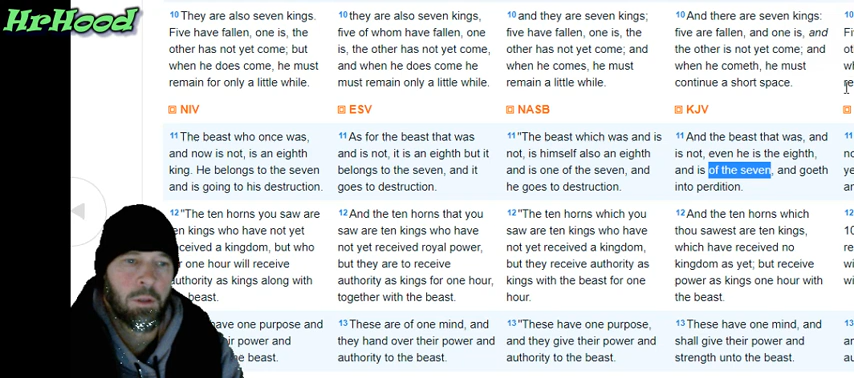 HrHood
10 They are also seven kings.
Five have fallen, one is, the
other has not yet come; but
when he does come, he must
remain for only a little while.
10 they are also seven kings,
five of whom have fallen, one
is, the other has not yet come,
and when he does come he
must remain only a little while.
10 and they are seven kings;
five have fallen, one is, the
other has not yet come; and
when he comes, he must
remain a little while.
10 And there are seven kings:
five are fallen, and one is, and
the other is not yet come; and
when he cometh, he must
continue a short space.
NIV
ESV
NASB
KJV
11 The beast who once was,
and now is not, is an eighth
king. He belongs to the seven
and is going to his destruction.
11 As for the beast that was
and is not, it is an eighth but it
belongs to the seven, and it
goes to destruction.
11 "The beast which was and is
not, is himself also an eighth
and is one of the seven, and
he goes to destruction.
11 And the beast that was, and
is not, even he is the eighth,
and is of the seven, and goeth
into perdition.
12 "The ten horns you saw are
ten kings who have not yet
received a kingdom, but who
for one hour will receive
authority as kings along with
beast.
12 And the ten horns that you
saw are ten kings who have
not yet received royal power,
but they are to receive
authority as kings for one hour,
together with the beast.
12 "The ten horns which you
saw are ten kings who have
not yet received a kingdom,
but they receive authority as
kings with the beast for one
hour.
12 And the ten horns which
thou sawest are ten kings,
which have received no
kingdom as yet; but receive
power as kings one hour with
the beast.
have one purpose and
their power and
the beast.
13 These are of one mind, and
they hand over their power and
authority to the beast.
13 "These have one purpose,
and they give their power and
authority to the beast.
13 These have one mind, and
shall give their power and
strength unto the beast.